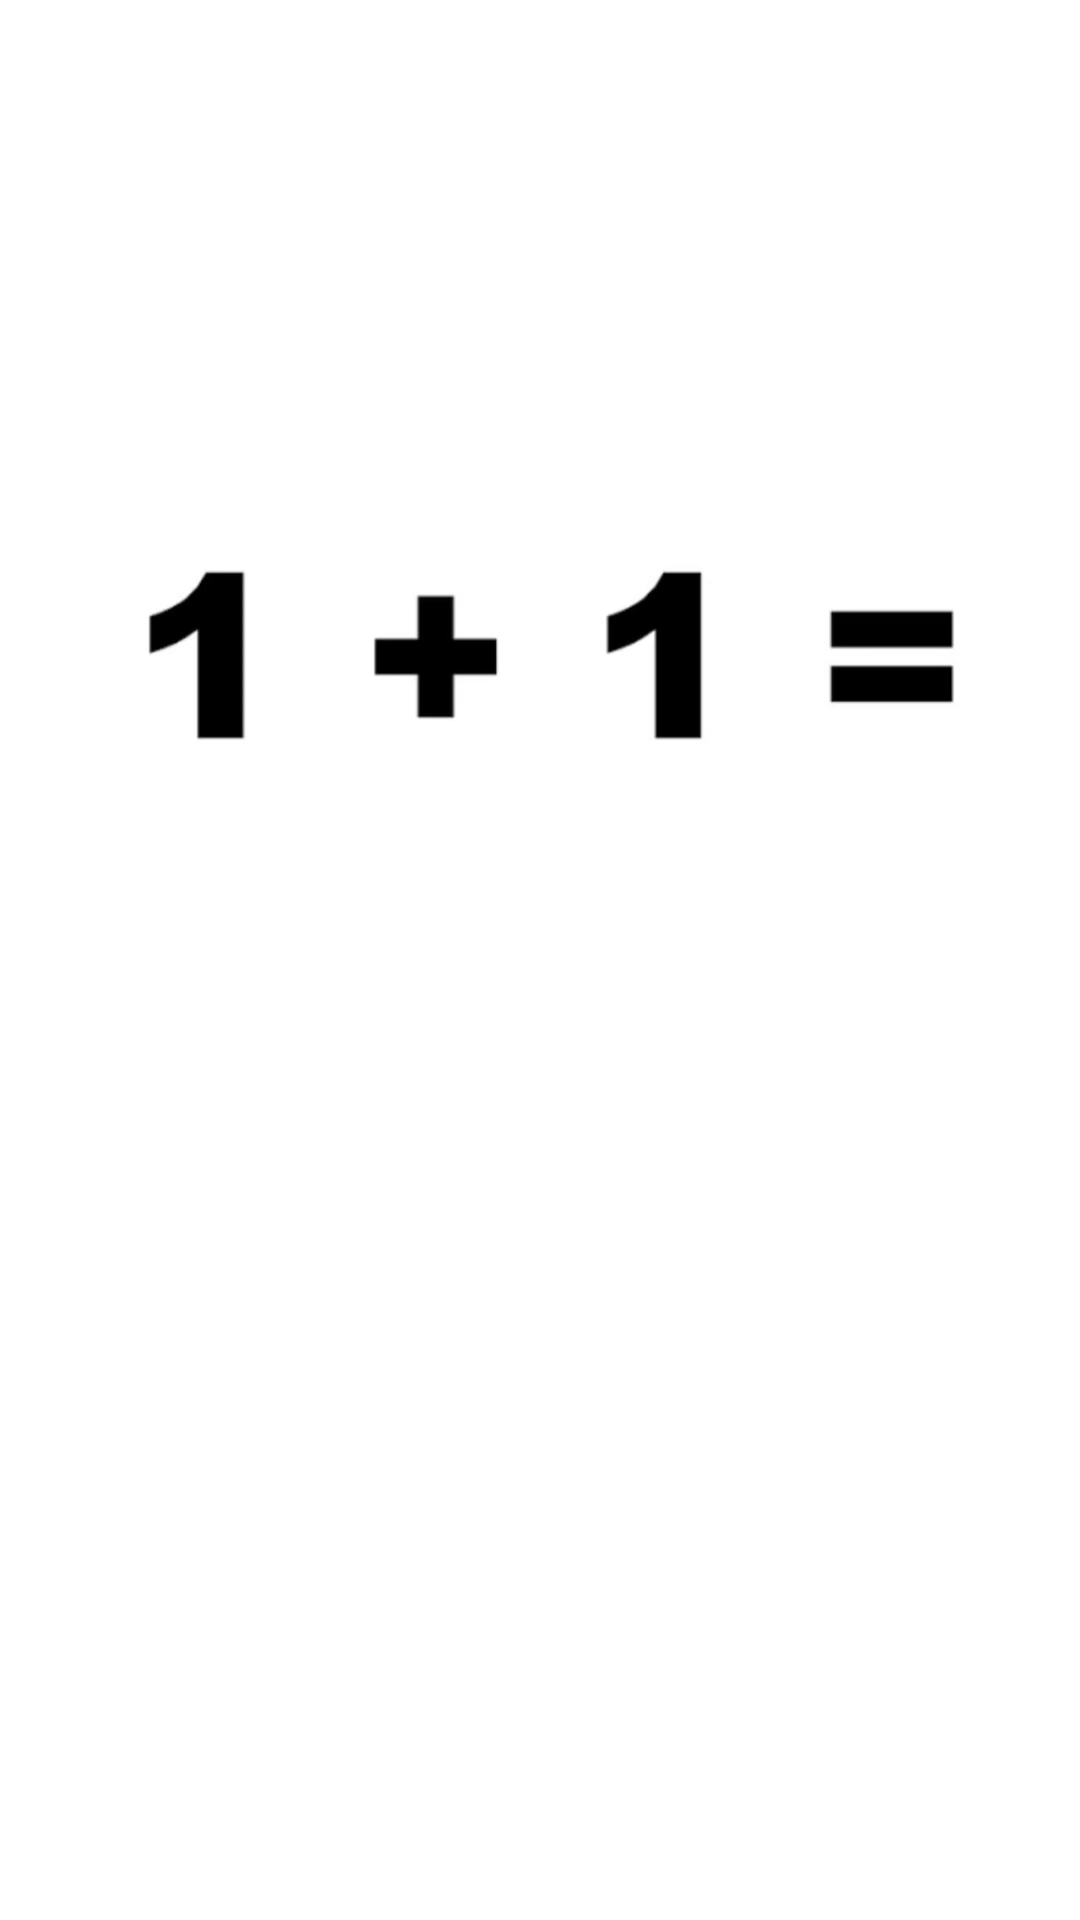 1 + 1 =